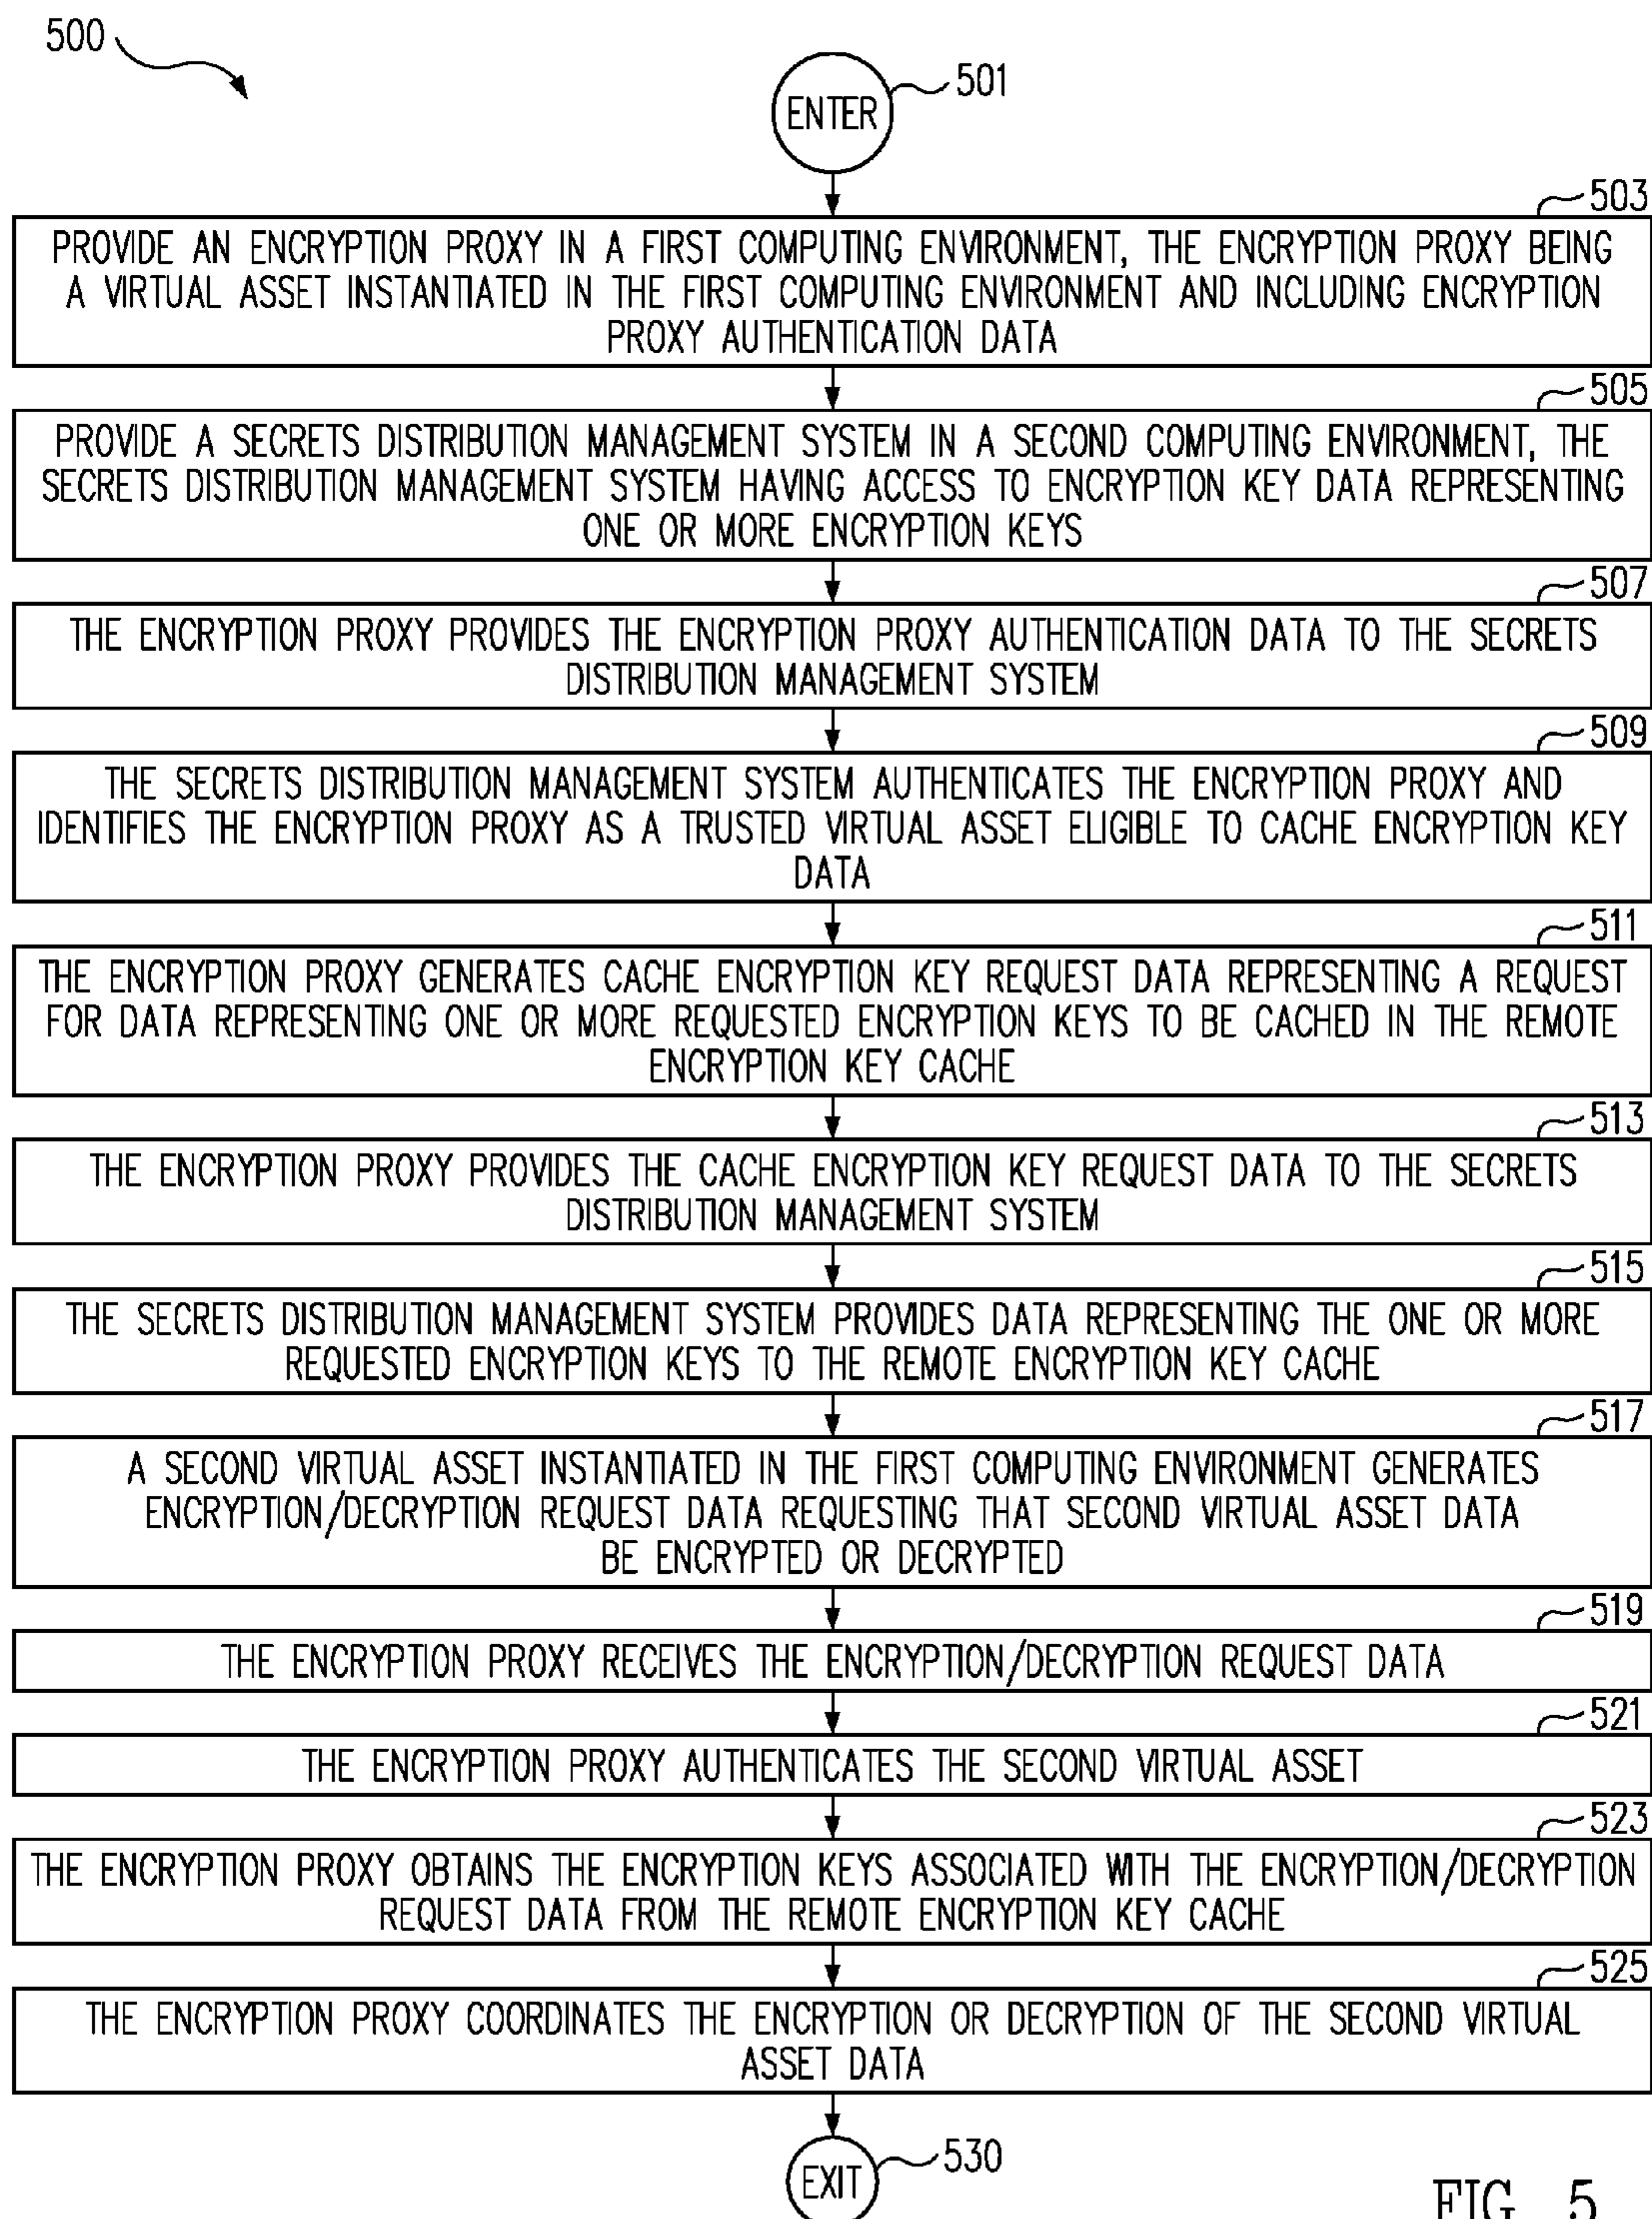 500
ENTER
501
503
PROVIDE AN ENCRYPTION PROXY IN A FIRST COMPUTING ENVIRONMENT, THE ENCRYPTION PROXY BEING
A VIRTUAL ASSET INSTANTIATED IN THE FIRST COMPUTING ENVIRONMENT AND INCLUDING ENCRYPTION
PROXY AUTHENTICATION DATA
505
PROVIDE A SECRETS DISTRIBUTION MANAGEMENT SYSTEM IN A SECOND COMPUTING ENVIRONMENT, THE
SECRETS DISTRIBUTION MANAGEMENT SYSTEM HAVING ACCESS TO ENCRYPTION KEY DATA REPRESENTING
ONE OR MORE ENCRYPTION KEYS
507
THE ENCRYPTION PROXY PROVIDES THE ENCRYPTION PROXY AUTHENTICATION DATA TO THE SECRETS
DISTRIBUTION MANAGEMENT SYSTEM
509
THE SECRETS DISTRIBUTION MANAGEMENT SYSTEM AUTHENTICATES THE ENCRYPTION PROXY AND
IDENTIFIES THE ENCRYPTION PROXY AS A TRUSTED VIRTUAL ASSET ELIGIBLE TO CACHE ENCRYPTION KEY
DATA
511
THE ENCRYPTION PROXY GENERATES CACHE ENCRYPTION KEY REQUEST DATA REPRESENTING A REQUEST
FOR DATA REPRESENTING ONE OR MORE REQUESTED ENCRYPTION KEYS TO BE CACHED IN THE REMOTE
ENCRYPTION KEY CACHE
513
THE ENCRYPTION PROXY PROVIDES THE CACHE ENCRYPTION KEY REQUEST DATA TO THE SECRETS
DISTRIBUTION MANAGEMENT SYSTEM
515
THE SECRETS DISTRIBUTION MANAGEMENT SYSTEM PROVIDES DATA REPRESENTING THE ONE OR MORE
REQUESTED ENCRYPTION KEYS TO THE REMOTE ENCRYPTION KEY CACHE
517
A SECOND VIRTUAL ASSET INSTANTIATED IN THE FIRST COMPUTING ENVIRONMENT GENERATES
ENCRYPTION/DECRYPTION REQUEST DATA REQUESTING THAT SECOND VIRTUAL ASSET DATA
BE ENCRYPTED OR DECRYPTED
519
THE ENCRYPTION PROXY RECEIVES THE ENCRYPTION/DECRYPTION REQUEST DATA
521
THE ENCRYPTION PROXY AUTHENTICATES THE SECOND VIRTUAL ASSET
523
THE ENCRYPTION PROXY OBTAINS THE ENCRYPTION KEYS ASSOCIATED WITH THE ENCRYPTION/DECRYPTION
REQUEST DATA FROM THE REMOTE ENCRYPTION KEY CACHE
525
THE ENCRYPTION PROXY COORDINATES THE ENCRYPTION OR DECRYPTION OF THE SECOND VIRTUAL
ASSET DATA
EXIT
530
FIG. 5